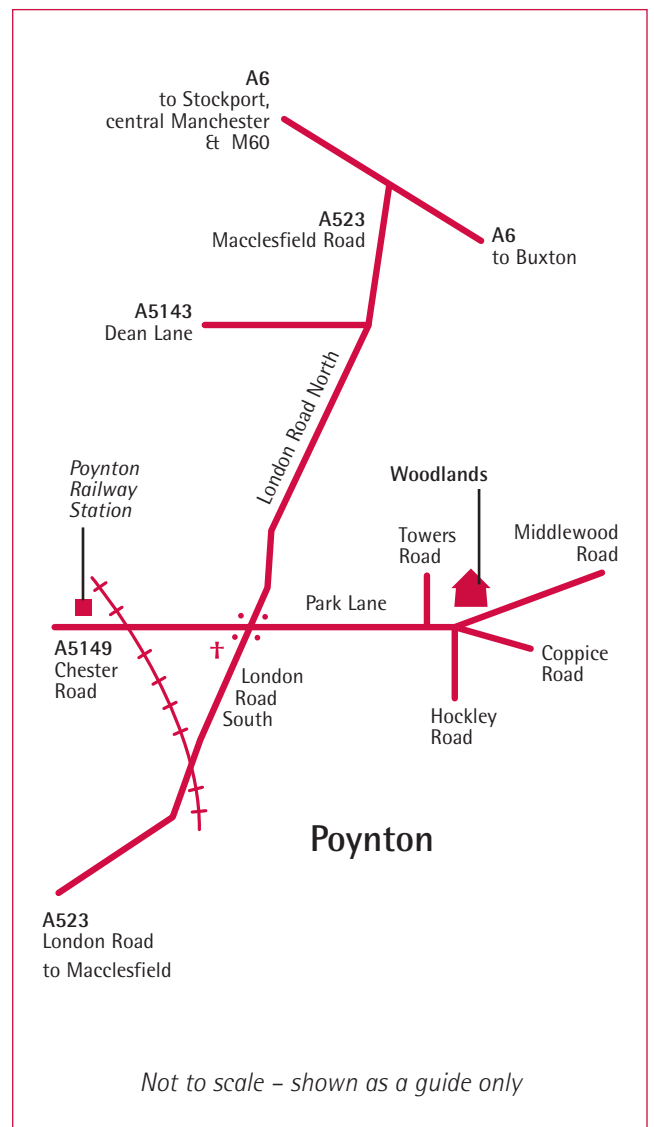 A6
to Stockport,
central Manchester
& M60
A523
Macclesfield Road
A6
to Buxton
A5143
Dean Lane
London Road North
Poynton
Railway
Station
Woodlands
Towers
Road
Middlewood
Road
Park Lane
A5149
Chester
Road
London
Road
South
Coppice
Road
Hockley
Road
Poynton
A523
London Road
to Macclesfield
Not to scale – shown as a guide only